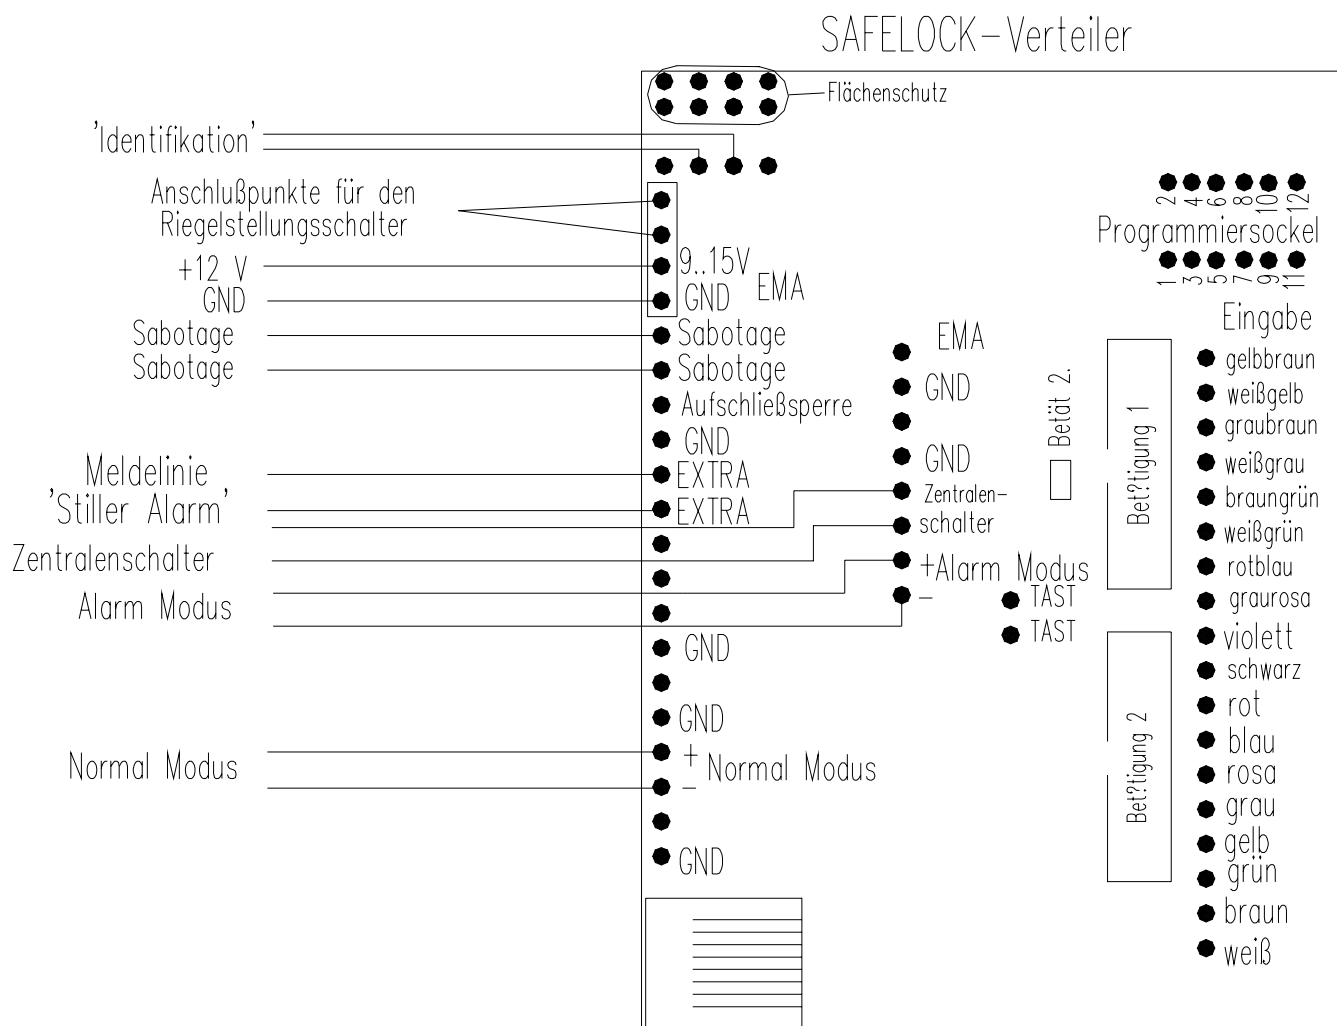 SAFELOCK-Verteiler
Flächenschutz
'Identifikation'
Anschlußpunkte für den
Riegelstellungsschalter
+12 V
GND
Sabotage
Sabotage
Meldelinie
'Stiller Alarm'
Zentralenschalter
Alarm Modus
Normal Modus
9..15V
GND
EMA
Sabotage
Sabotage
Aufschließsperre
GND
EXTRA
EXTRA
GND
GND
+
- Normal Modus
GND
EMA
GND
GND
Zentralen-
schalter
+Alarm Modus
-
TAST
TAST
Betät 2.
Bet?tigung 1
Bet?tigung 2
2 4 6 8 10 12
Programmiersockel
1 3 5 7 9 11
Eingabe
gelbbraun
weißgelb
graubraun
weißgrau
braungrün
weißgrün
rotblau
graurosa
violett
schwarz
rot
blau
rosa
grau
gelb
grün
braun
weiß